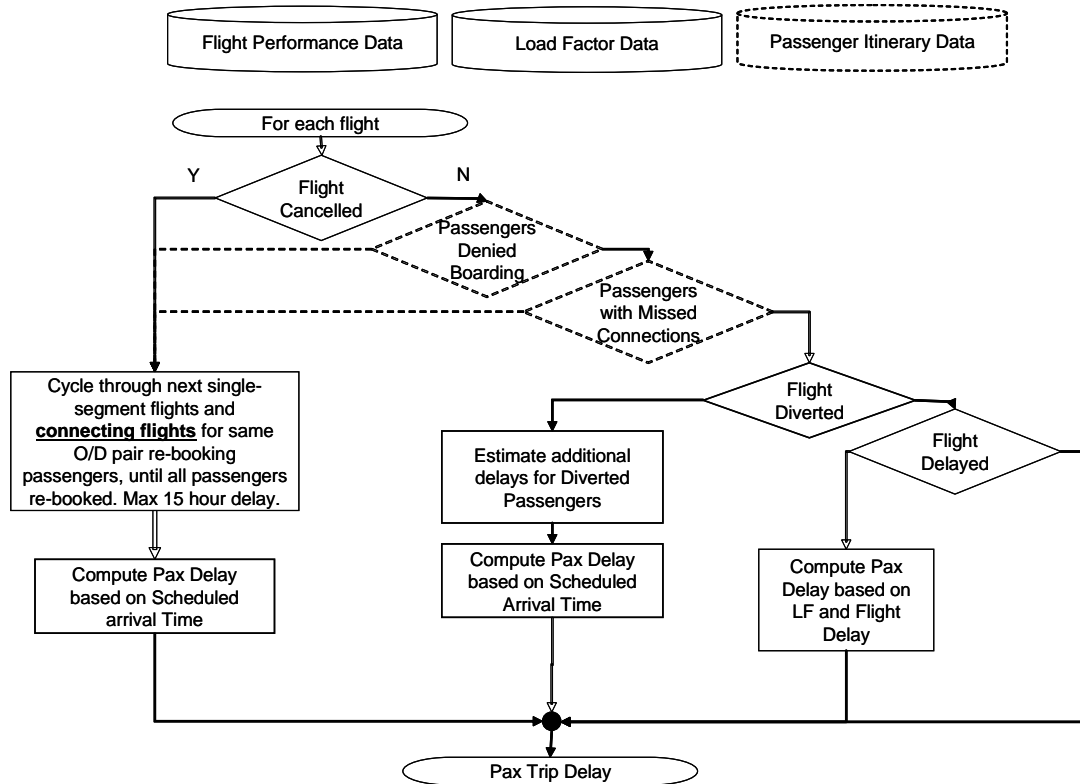 Flight Performance Data
Load Factor Data
Passenger Itinerary Data
For each flight
Y
N
Flight
Cancelled
Passengers
Denied
Boarding
Passengers
with Missed
Connections
Flight
Diverted
Flight
Delayed
Cycle through next single-
segment flights and
connecting flights for same
O/D pair re-booking
passengers, until all passengers
re-booked. Max 15 hour delay.
Estimate additional
delays for Diverted
Passengers
Compute Pax Delay
based on Scheduled
arrival Time
Compute Pax Delay
based on Scheduled
Arrival Time
Compute Pax
Delay based on
LF and Flight
Delay
Pax Trip Delay